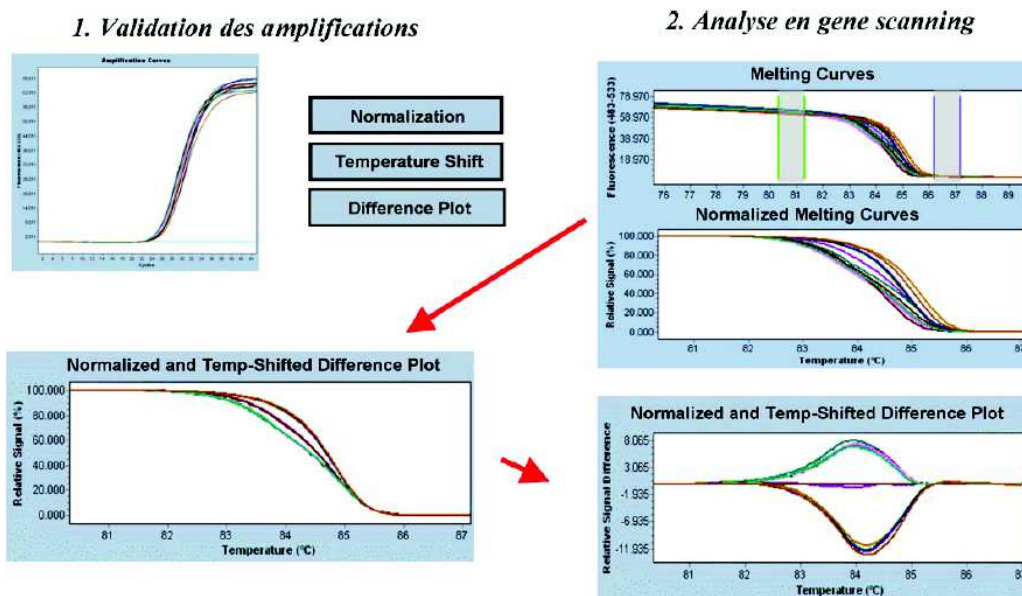 1. Validation des amplifications
2. Analyse en gene scanning
Amplification Curves
Cycles
Normalization
Temperature Shift
Difference Plot
Melting Curves
Fluorescence (483-533)
78.970
58.970
38.970
18.970
76 77 78 79 80 81 82 83 84 85 86 87 88 89
Normalized Melting Curves
Relative Signal (%)
100.000
80.000
60.000
40.000
20.000
0.000
81 82 83 84 85 86 87
Temperature (°C)
Normalized and Temp-Shifted Difference Plot
Relative Signal (%)
100.000
80.000
60.000
40.000
20.000
0.000
81 82 83 84 85 86 87
Temperature (°C)
Normalized and Temp-Shifted Difference Plot
Relative Signal Difference
8.065
3.065
-1.935
-6.935
-11.935
81 82 83 84 85 86 87
Temperature (°C)